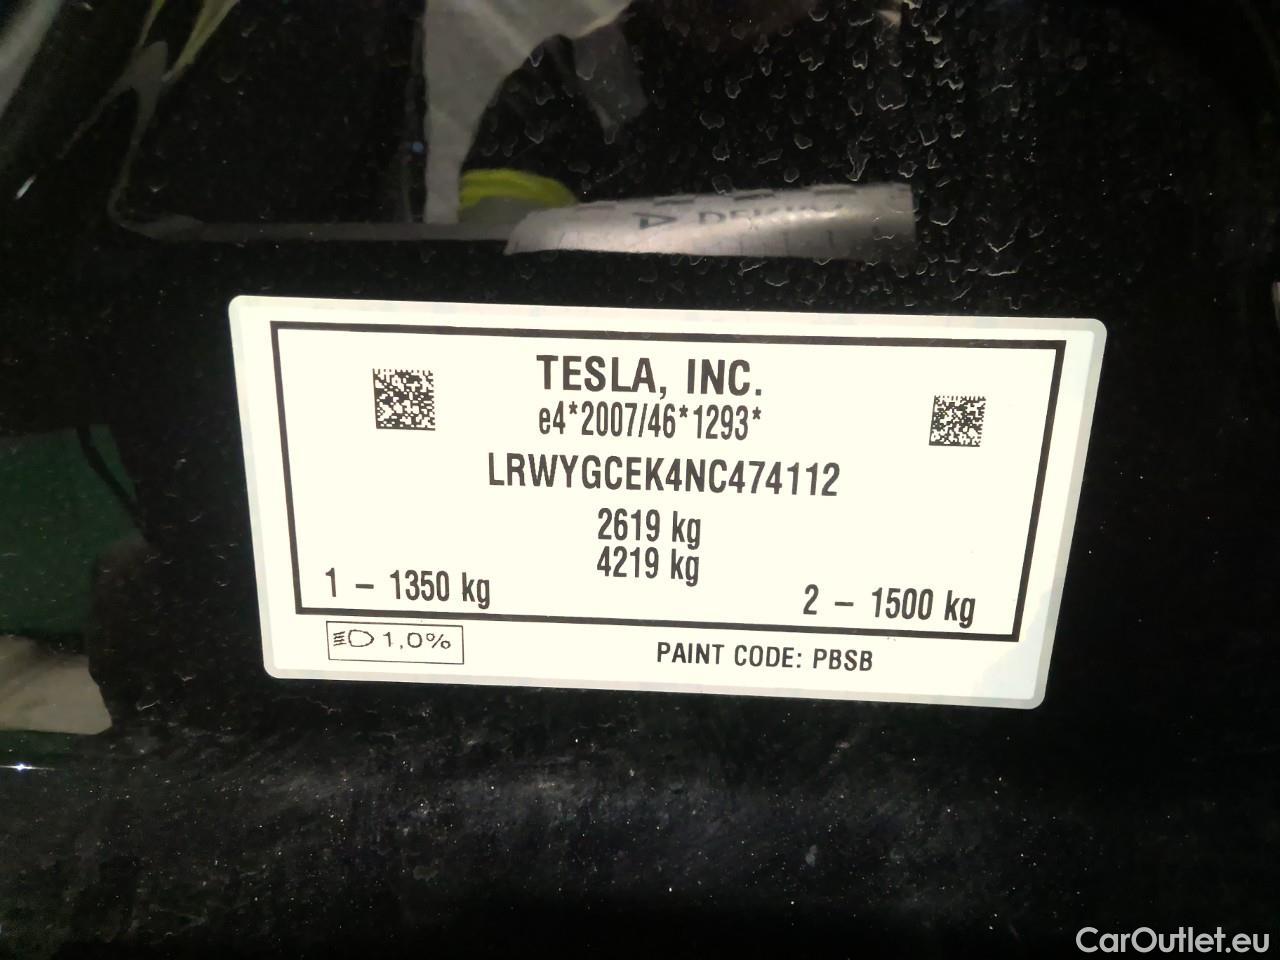 DEKRA
TESLA, INC.
e4*2007/46*1293*
LRWYGCEK4NC474112
2619 kg
4219 kg
1 – 1350 kg
2 – 1500 kg
1,0%
PAINT CODE: PBSB
CarOutlet.eu